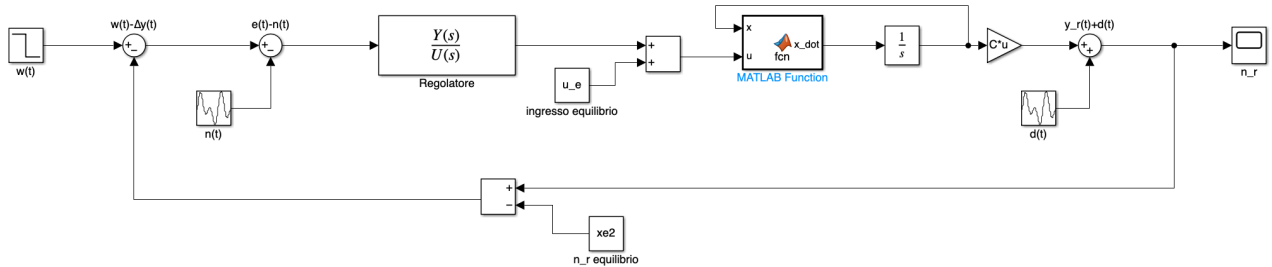 w(t)-Δy(t)
e(t)-n(t)
y_r(t)+d(t)
w(t)
Y(s)
U(s)
Regolatore
+
+
x
u
x_dot
fcn
MATLAB Function
1
s
C*u
n_r
+
−
+
−
+
+
u_e
ingresso equilibrio
n(t)
d(t)
+
−
xe2
n_r equilibrio